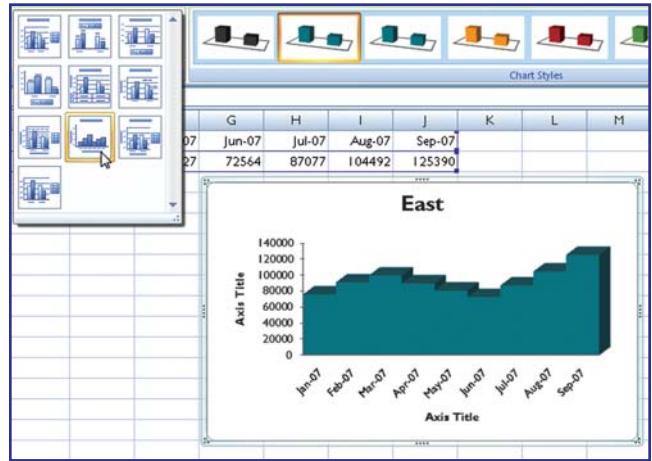 Chart Styles
G H I J K L M
07 Jun-07 Jul-07 Aug-07 Sep-07
27 72564 87077 104492 125390
East
140000
120000
100000
80000
60000
40000
20000
0
Axis Title
Jan-07 Feb-07 Mar-07 Apr-07 May-07 Jun-07 Jul-07 Aug-07 Sep-07
Axis Title